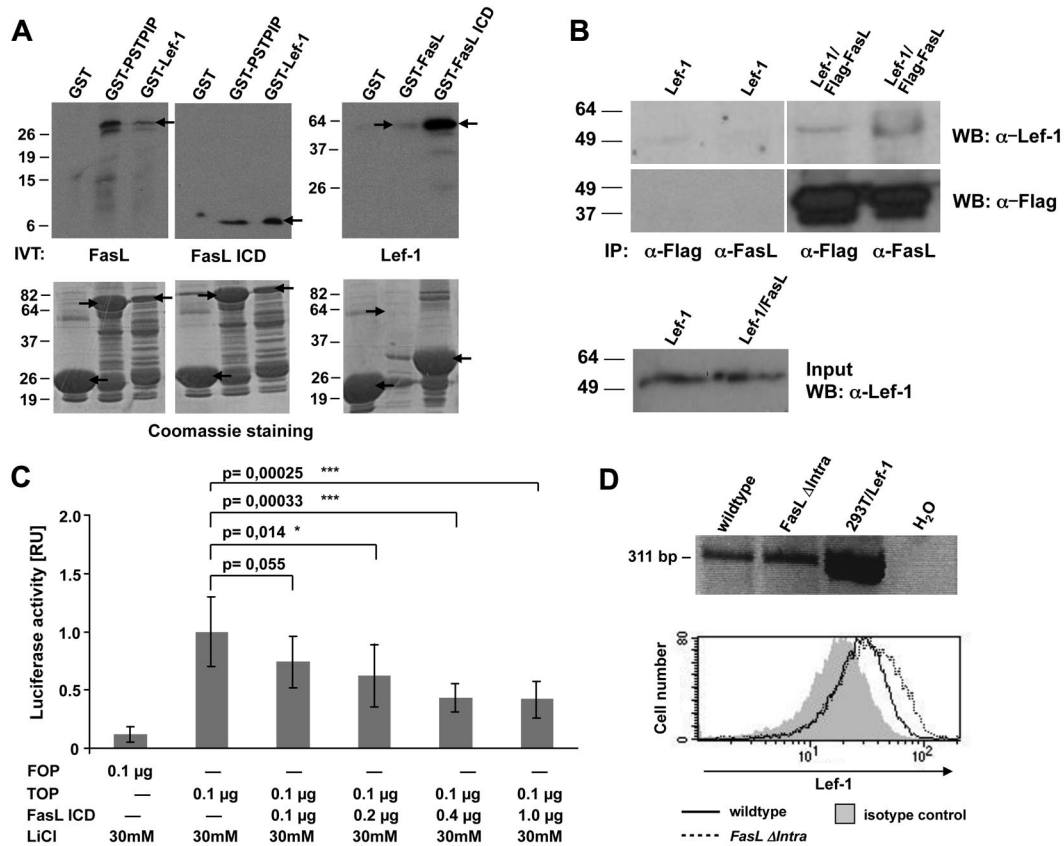 A
GST
GST-PSTPIP
GST-Lef-1
GST
GST-PSTPIP
GST-Lef-1
GST
GST-FasL
GST-FasL ICD
26
19
15
6
64
37
26
IVT:
FasL
FasL ICD
Lef-1
82
64
37
26
19
82
64
37
26
19
Coomassie staining
B
Lef-1
Lef-1
Lef-1/
Flag-FasL
Lef-1/
Flag-FasL
64
49
WB: α-Lef-1
49
37
WB: α-Flag
IP: α-Flag α-FasL α-Flag α-FasL
Lef-1
Lef-1/FasL
64
49
Input
WB: α-Lef-1
C
p= 0,00025 ***
p= 0,00033 ***
p= 0,014 *
p= 0,055
Luciferase activity [RU]
2.0
1.5
1.0
0.5
0
FOP 0.1 µg — — — — —
TOP — 0.1 µg 0.1 µg 0.1 µg 0.1 µg 0.1 µg
FasL ICD — — 0.1 µg 0.2 µg 0.4 µg 1.0 µg
LiCl 30mM 30mM 30mM 30mM 30mM 30mM
D
wildtype
FasL ΔIntra
293T/Lef-1
H₂O
311 bp
Cell number
80
0
10¹
10²
Lef-1
wildtype
isotype control
FasL ΔIntra